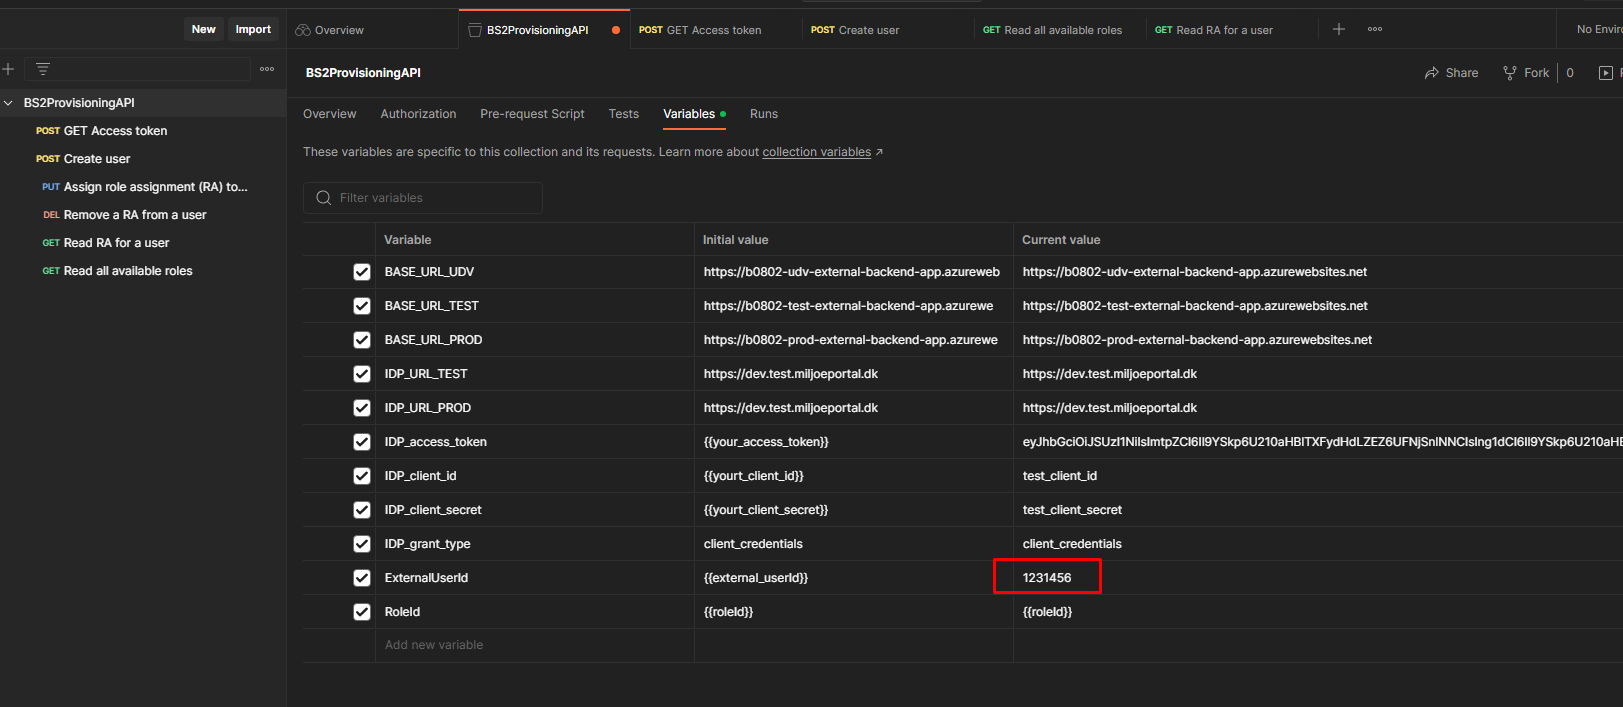 New Import Overview BS2ProvisioningAPI POST GET Access token POST Create user GET Read all available roles GET Read RA for a user No Enviro
BS2ProvisioningAPI Share Fork 0
BS2ProvisioningAPI
Overview Authorization Pre-request Script Tests Variables Runs
POST GET Access token
POST Create user
PUT Assign role assignment (RA) to...
DEL Remove a RA from a user
GET Read RA for a user
GET Read all available roles
These variables are specific to this collection and its requests. Learn more about collection variables ↗
Filter variables
Variable Initial value Current value
BASE_URL_UDV https://b0802-udv-external-backend-app.azureweb https://b0802-udv-external-backend-app.azurewebsites.net
BASE_URL_TEST https://b0802-test-external-backend-app.azurewe https://b0802-test-external-backend-app.azurewebsites.net
BASE_URL_PROD https://b0802-prod-external-backend-app.azurewe https://b0802-prod-external-backend-app.azurewebsites.net
IDP_URL_TEST https://dev.test.miljoeportal.dk https://dev.test.miljoeportal.dk
IDP_URL_PROD https://dev.test.miljoeportal.dk https://dev.test.miljoeportal.dk
IDP_access_token {{your_access_token}}
IDP_client_id {{yourt_client_id}} test_client_id
IDP_client_secret {{yourt_client_secret}} test_client_secret
IDP_grant_type client_credentials client_credentials
ExternalUserId {{external_userId}} 1231456
RoleId {{roleId}} {{roleId}}
Add new variable